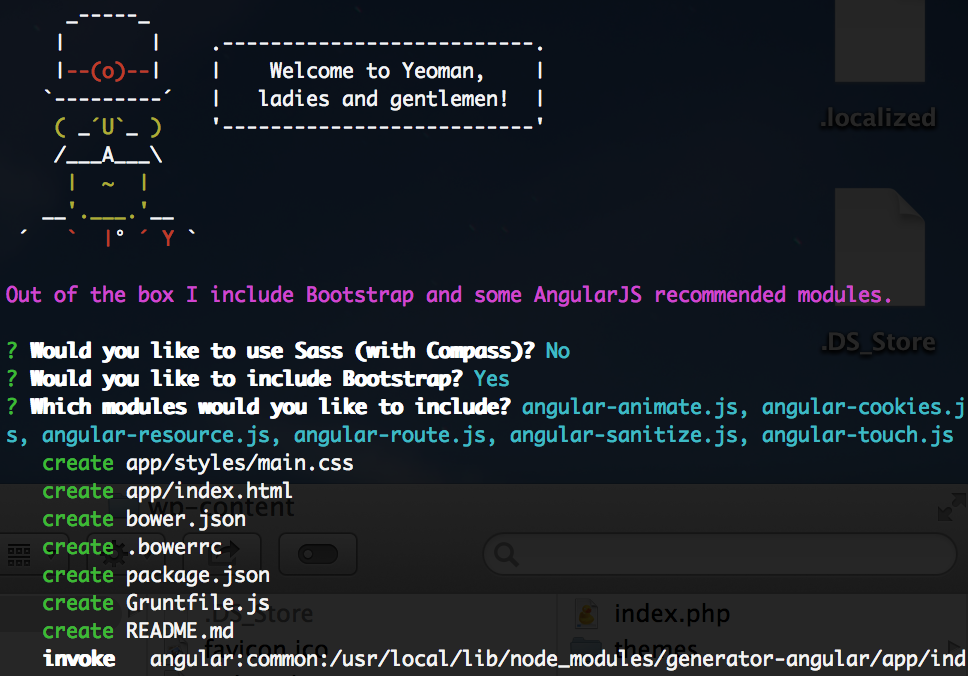 Welcome to Yeoman,
ladies and gentlemen!
.localized
Out of the box I include Bootstrap and some AngularJS recommended modules.
.DS_Store
? Would you like to use Sass (with Compass)? No
? Would you like to include Bootstrap? Yes
? Which modules would you like to include? angular-animate.js, angular-cookies.j
s, angular-resource.js, angular-route.js, angular-sanitize.js, angular-touch.js
create app/styles/main.css
create app/index.html
wp-content
create bower.json
create .bowerrc
create package.json
create Gruntfile.js
.DS_Store
index.php
create README.md
favicon.ico
themes
invoke angular:common:/usr/local/lib/node_modules/generator-angular/app/ind